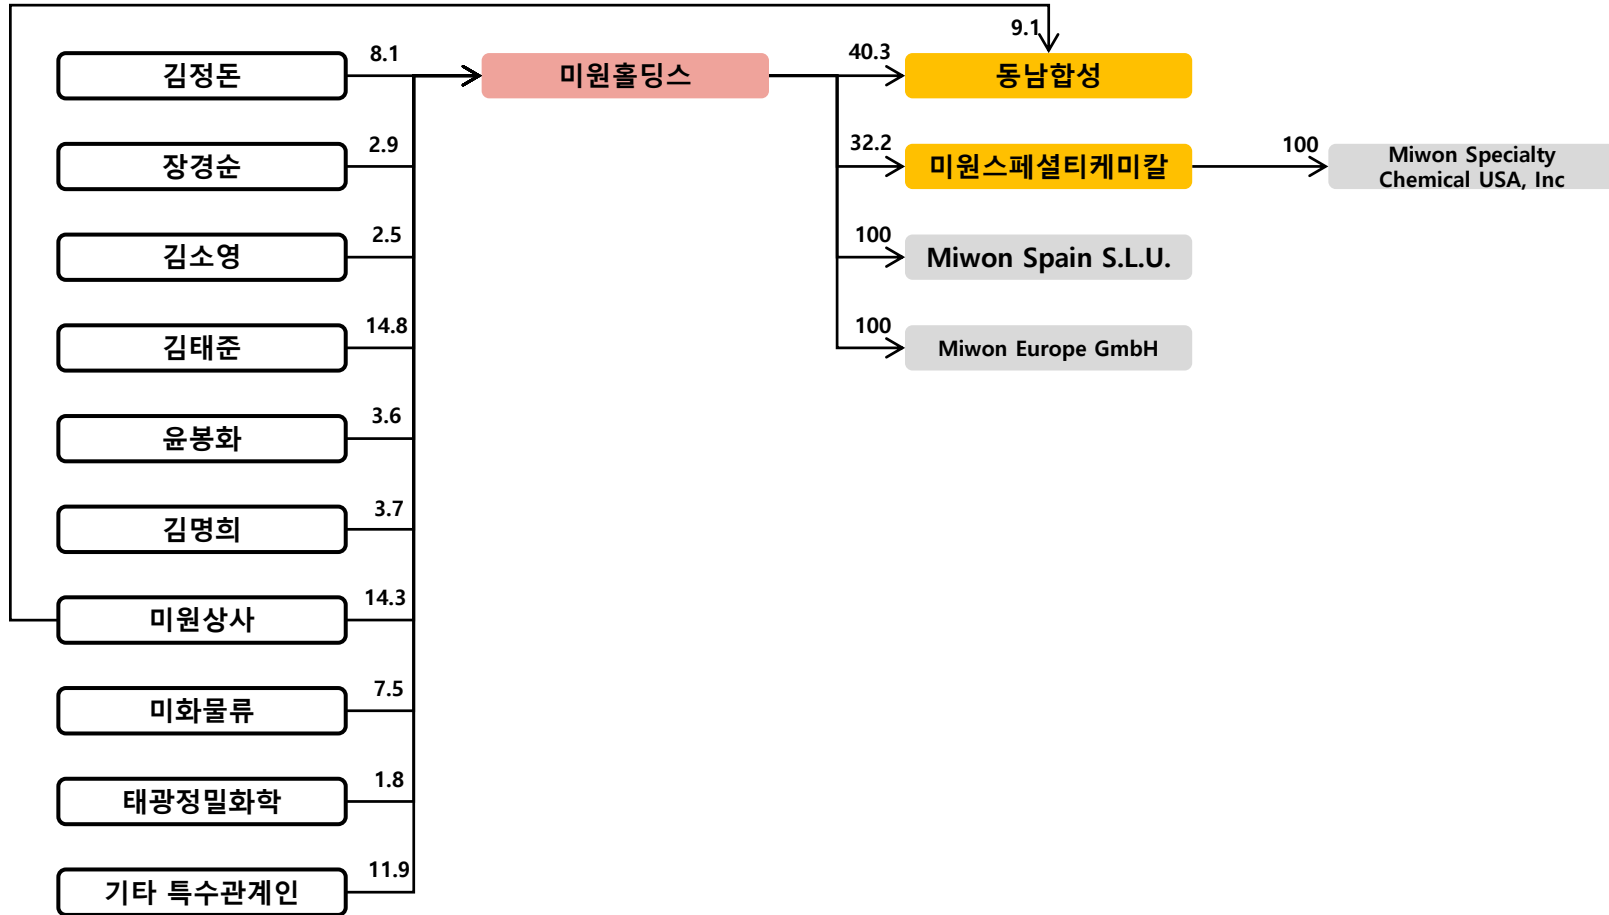 9.1
김정돈
8.1
미원홀딩스
40.3
동남합성
장경순
2.9
32.2
미원스페셜티케미칼
100
Miwon Specialty
Chemical USA, Inc
김소영
2.5
100
Miwon Spain S.L.U.
김태준
14.8
100
Miwon Europe GmbH
윤봉화
3.6
김명희
3.7
미원상사
14.3
미화물류
7.5
태광정밀화학
1.8
기타 특수관계인
11.9